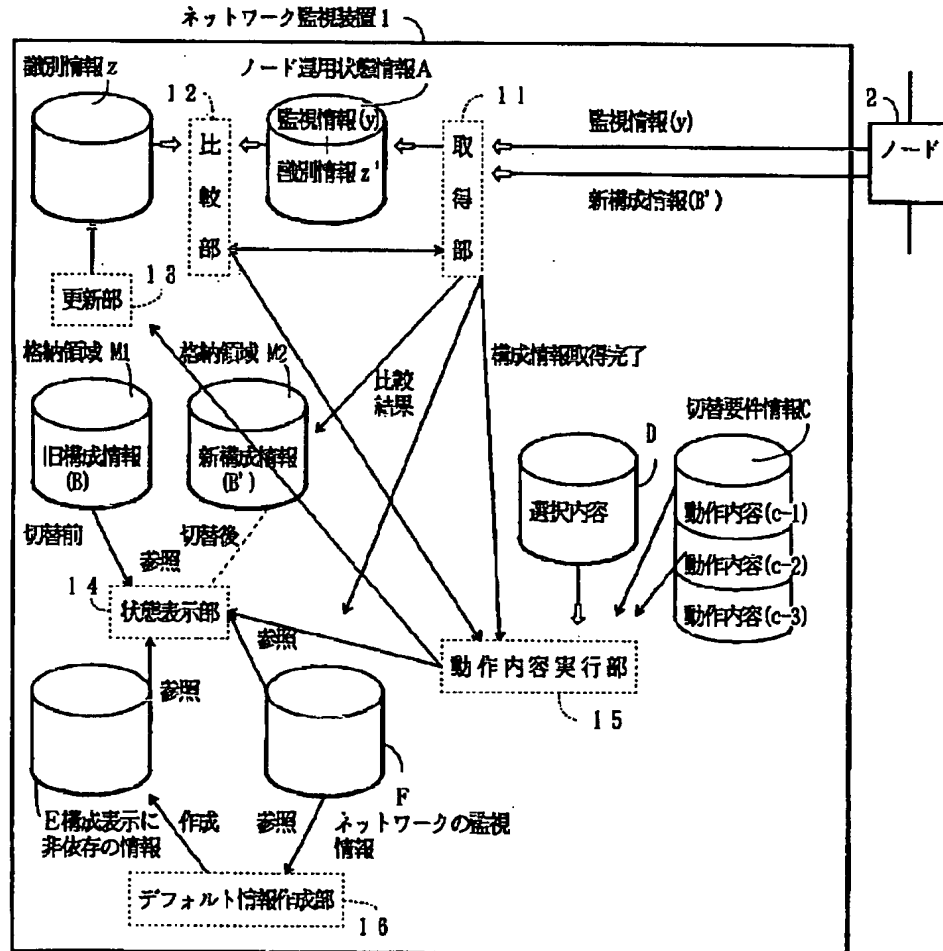 ネットワーク監視装置1
識別情報z
12
ノード運用状態情報A
11
監視情報(y)
識別情報z'
比較部
取得部
監視情報(y)
新構成情報(B')
2
ノード
13
更新部
格納領域 M1
格納領域 M2
旧構成情報
(B)
新構成情報
(B')
比較
結果
構成情報取得完了
切替要件情報C
D
選択内容
動作内容(c-1)
動作内容(c-2)
動作内容(c-3)
切替前
切替後
参照
14
状態表示部
参照
動作内容実行部
15
参照
E構成表示に
非依存の情報
作成
参照
F
ネットワークの監視
情報
デフォルト情報作成部
16